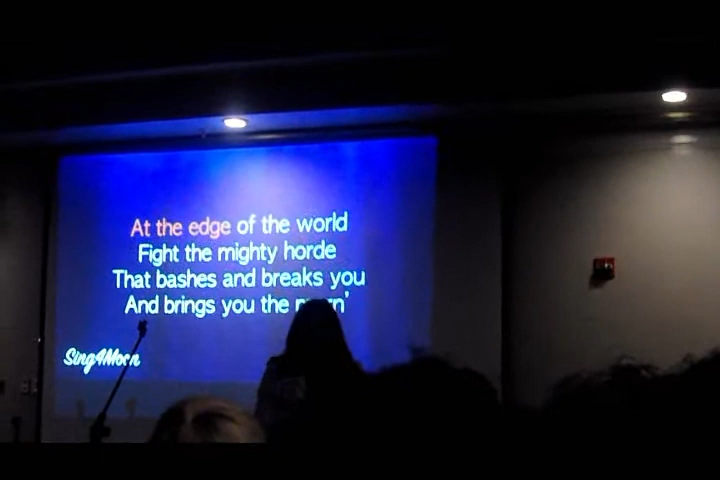 At the edge of the world
Fight the mighty horde
That bashes and breaks you
And brings you the
Sing4Moon